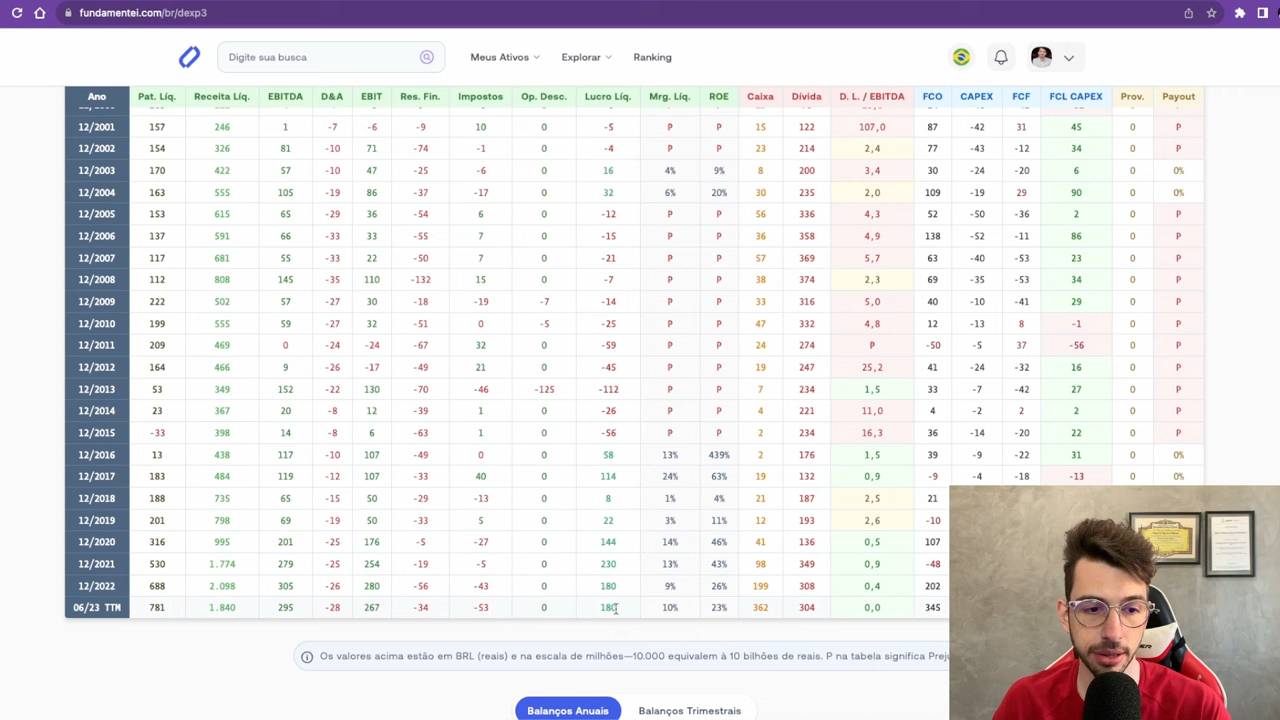 fundamentei.com/br/dexp3
Digite sua busca Meus Ativos Explorar Ranking
Ano Pat. Líq. Receita Líq. EBITDA D&A EBIT Res. Fin. Impostos Op. Desc. Lucro Líq. Mrg. Líq. ROE Caixa Dívida D. L. / EBITDA FCO CAPEX FCF FCL CAPEX Prov. Payout
12/2001 157 246 1 -7 -6 -9 10 0 -5 P P 15 122 107,0 87 -42 31 45 0 P
12/2002 154 326 81 -10 71 -74 -1 0 -4 P P 23 214 2,4 77 -43 -12 34 0 P
12/2003 170 422 57 -10 47 -25 -6 0 16 4% 9% 8 200 3,4 30 -24 -20 6 0 0%
12/2004 163 555 105 -19 86 -37 -17 0 32 6% 20% 30 235 2,0 109 -19 29 90 0 0%
12/2005 153 615 65 -29 36 -54 6 0 -12 P P 56 336 4,3 52 -50 -36 2 0 P
12/2006 137 591 66 -33 33 -55 7 0 -15 P P 36 358 4,9 138 -52 -11 86 0 P
12/2007 117 681 55 -33 22 -50 7 0 -21 P P 57 369 5,7 63 -40 -53 23 0 P
12/2008 112 808 145 -35 110 -132 15 0 -7 P P 38 374 2,3 69 -35 -53 34 0 P
12/2009 222 502 57 -27 30 -18 -19 -7 -14 P P 33 316 5,0 40 -10 -41 29 0 P
12/2010 199 555 59 -27 32 -51 0 -5 -25 P P 47 332 4,8 12 -13 8 -1 0 P
12/2011 209 469 0 -24 -24 -67 32 0 -59 P P 24 274 P -50 -5 37 -56 0 P
12/2012 164 466 9 -26 -17 -49 21 0 -45 P P 19 247 25,2 41 -24 -32 16 0 P
12/2013 53 349 152 -22 130 -70 -46 -125 -112 P P 7 234 1,5 33 -7 -42 27 0 P
12/2014 23 367 20 -8 12 -39 1 0 -26 P P 4 221 11,0 4 -2 2 2 0 P
12/2015 -33 398 14 -8 6 -63 1 0 -56 P P 2 234 16,3 36 -14 -20 22 0 P
12/2016 13 438 117 -10 107 -49 0 0 58 13% 439% 2 176 1,5 39 -9 -22 31 0 0%
12/2017 183 484 119 -12 107 -33 40 0 114 24% 63% 19 132 0,9 -9 -4 -18 -13 0 0%
12/2018 188 735 65 -15 50 -29 -13 0 8 1% 4% 21 187 2,5 21
12/2019 201 798 69 -19 50 -33 5 0 22 3% 11% 12 193 2,6 -10
12/2020 316 995 201 -25 176 -5 -27 0 144 14% 46% 41 136 0,5 107
12/2021 530 1.774 279 -25 254 -19 -5 0 230 13% 43% 98 349 0,9 -48
12/2022 688 2.098 305 -26 280 -56 -43 0 180 9% 26% 199 308 0,4 202
06/23 TTM 781 1.840 295 -28 267 -34 -53 0 180 10% 23% 362 304 0,0 345
Os valores acima estão em BRL (reais) e na escala de milhões—10.000 equivalem à 10 bilhões de reais. P na tabela significa
Balanços Anuais Balanços Trimestrais